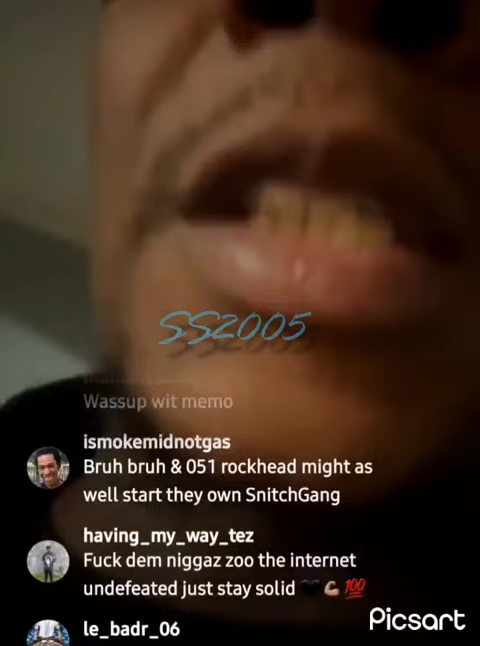 SS2005
Wassup wit memo
ismokemidnotgas
Bruh bruh & 051 rockhead might as
well start they own SnitchGang
having_my_way_tez
Fuck dem niggaz zoo the internet
undefeated just stay solid 🖤💪🏽💯
le_badr_06
Picsart